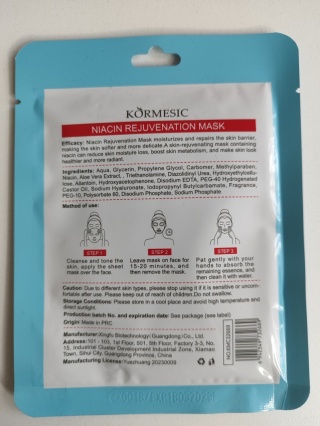 KÖRMESIC
NIACIN REJUVENATION MASK
Efficacy: Niacin Rejuvenation Mask moisturizes and repairs the skin barrier,
making the skin softer and more delicate.A skin-rejuvenating mask containing
niacin can reduce skin moisture loss, boost skin metabolism, and make skin look
healthier and more radiant.
Ingredients: Aqua, Glycerin, Propylene Glycol, Carbomer, Methylparaben,
Niacin, Aloe Vera Extract, , Triethanolamine, Diazolidinyl Urea, Hydroxyethylcellu-
lose, Allantoin, Hydroxyacetophenone, Disodium EDTA, PEG-40 Hydrogenated
Castor Oil, Sodium Hyaluronate, Iodopropynyl Butylcarbamate, Fragrance,
PEG-10, Polysorbate 60, Disodium Phosphate, Sodium Phosphate
Method of use:
STEP 1
STEP 2
STEP 3
Cleanse and tone the
skin, apply the sheet
mask over the face.
Leave mask on face for
15-20 minutes, and
then remove the mask.
Pat gently with your
hands to absorb the
remaining essence, and
then clean it with water.
Caution: Due to different skin types, please stop using it if it is sensitive or uncom-
fortable after use. Please keep out of reach of children.Do not swallow.
Storage Conditions: Please store in a cool place and avoid high temperature and
direct sunlight.
Production batch No. and expiration date: See package (see label)
Origin: Made in PRC
Manufacturer: Xingfu Biotechnology( Guangdong )Co., Ltd.
Address:101 - 103, 1st Floor, 501, 5th Floor, Factory 3-3, No.
15, Industrial Cluster Development Industrial Zone, Xiamao
Town, Sihui City, Guangdong Province, China
Manufacturing License:Yuezhuang 20230009